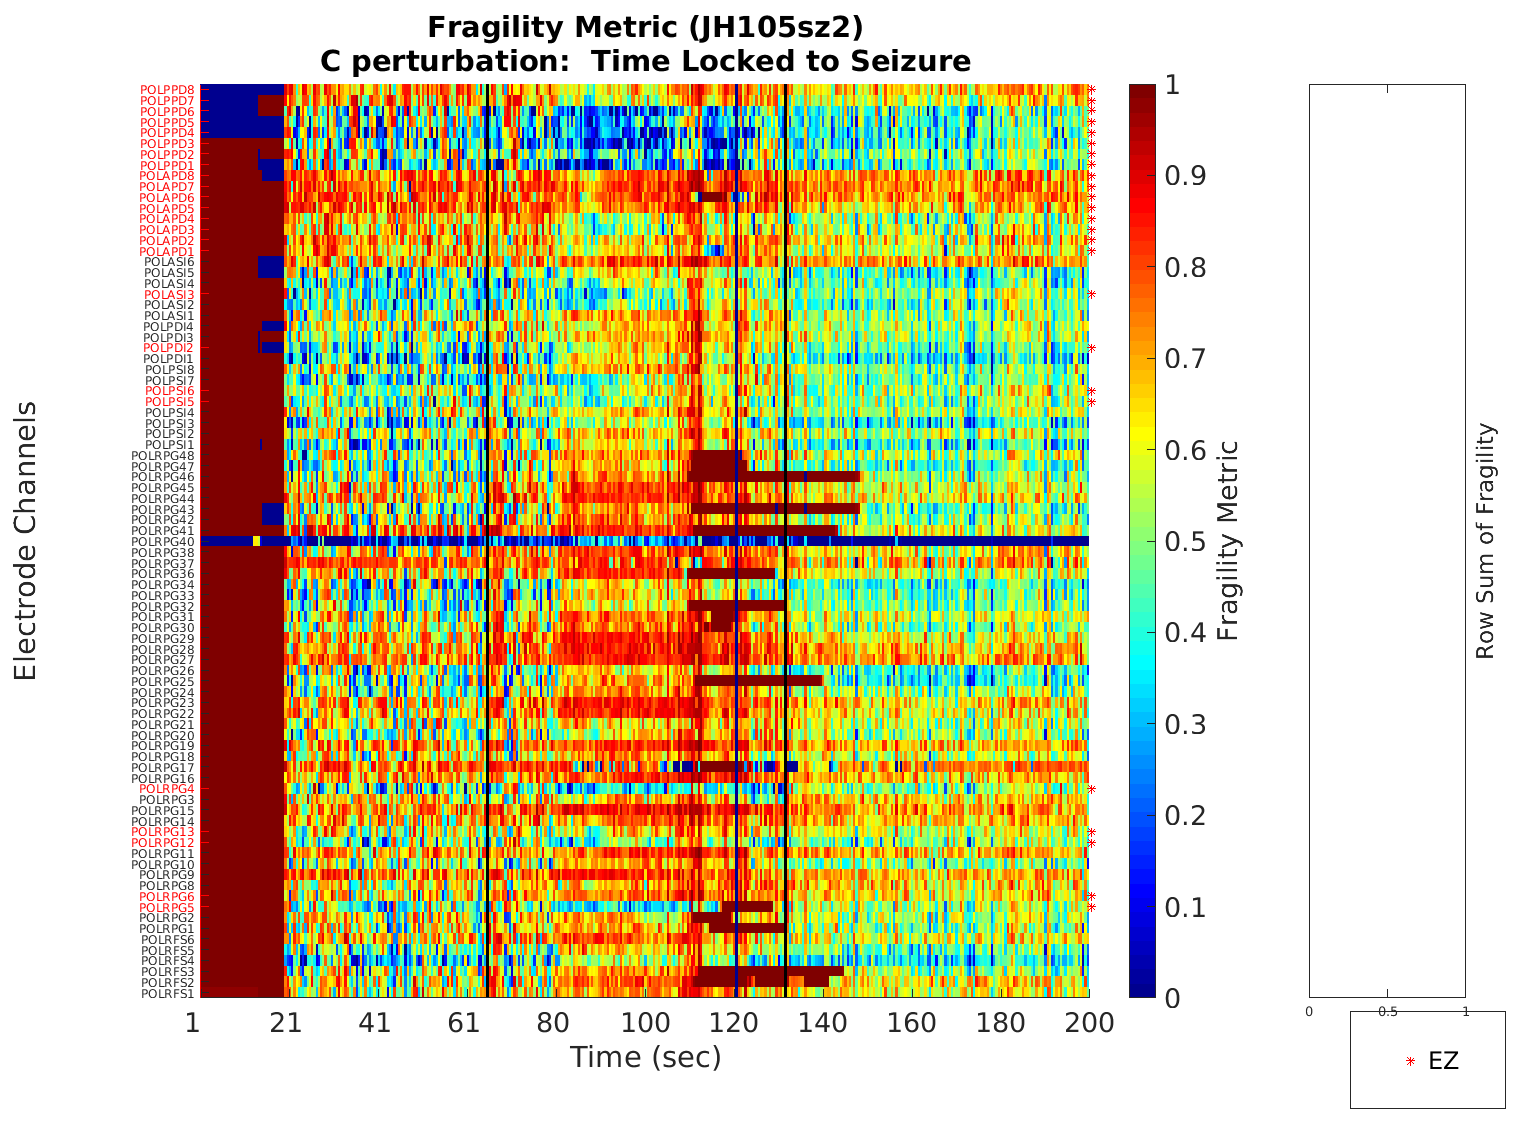 Fragility Metric (JH105sz2)
C perturbation:  Time Locked to Seizure
Electrode Channels
POLPPD8
POLPPD7
POLPPD6
POLPPD5
POLPPD4
POLPPD3
POLPPD2
POLPPD1
POLAPD8
POLAPD7
POLAPD6
POLAPD5
POLAPD4
POLAPD3
POLAPD2
POLAPD1
POLASI6
POLASI5
POLASI4
POLASI3
POLASI2
POLASI1
POLPDI4
POLPDI3
POLPDI2
POLPDI1
POLPSI8
POLPSI7
POLPSI6
POLPSI5
POLPSI4
POLPSI3
POLPSI2
POLPSI1
POLRPG48
POLRPG47
POLRPG46
POLRPG45
POLRPG44
POLRPG43
POLRPG42
POLRPG41
POLRPG40
POLRPG38
POLRPG37
POLRPG36
POLRPG34
POLRPG33
POLRPG32
POLRPG31
POLRPG30
POLRPG29
POLRPG28
POLRPG27
POLRPG26
POLRPG25
POLRPG24
POLRPG23
POLRPG22
POLRPG21
POLRPG20
POLRPG19
POLRPG18
POLRPG17
POLRPG16
POLRPG4
POLRPG3
POLRPG15
POLRPG14
POLRPG13
POLRPG12
POLRPG11
POLRPG10
POLRPG9
POLRPG8
POLRPG6
POLRPG5
POLRPG2
POLRPG1
POLRFS6
POLRFS5
POLRFS4
POLRFS3
POLRFS2
POLRFS1
1 21 41 61 80 100 120 140 160 180 200
Time (sec)
1
0.9
0.8
0.7
0.6
0.5
0.4
0.3
0.2
0.1
0
Fragility Metric
Row Sum of Fragility
0 0.5 1
EZ